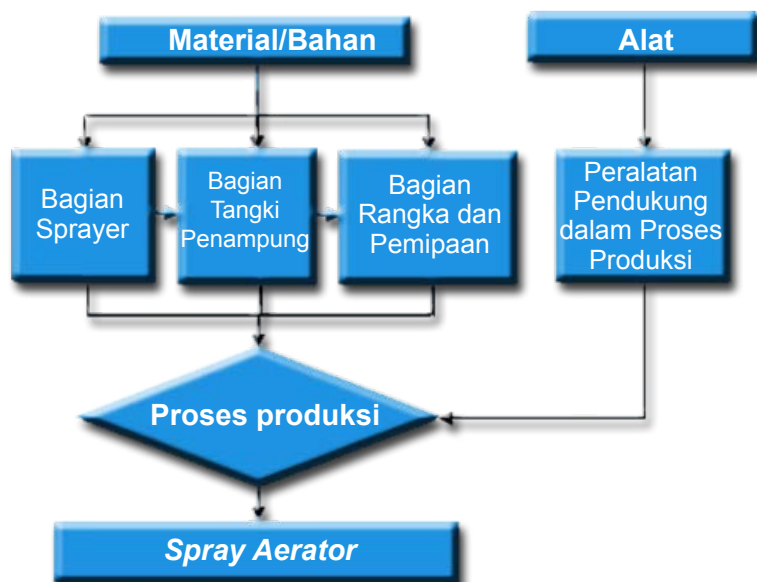 Material/Bahan
Alat
Bagian
Sprayer
Bagian
Tangki
Penampung
Bagian
Rangka dan
Pemipaan
Peralatan
Pendukung
dalam Proses
Produksi
Proses produksi
Spray Aerator